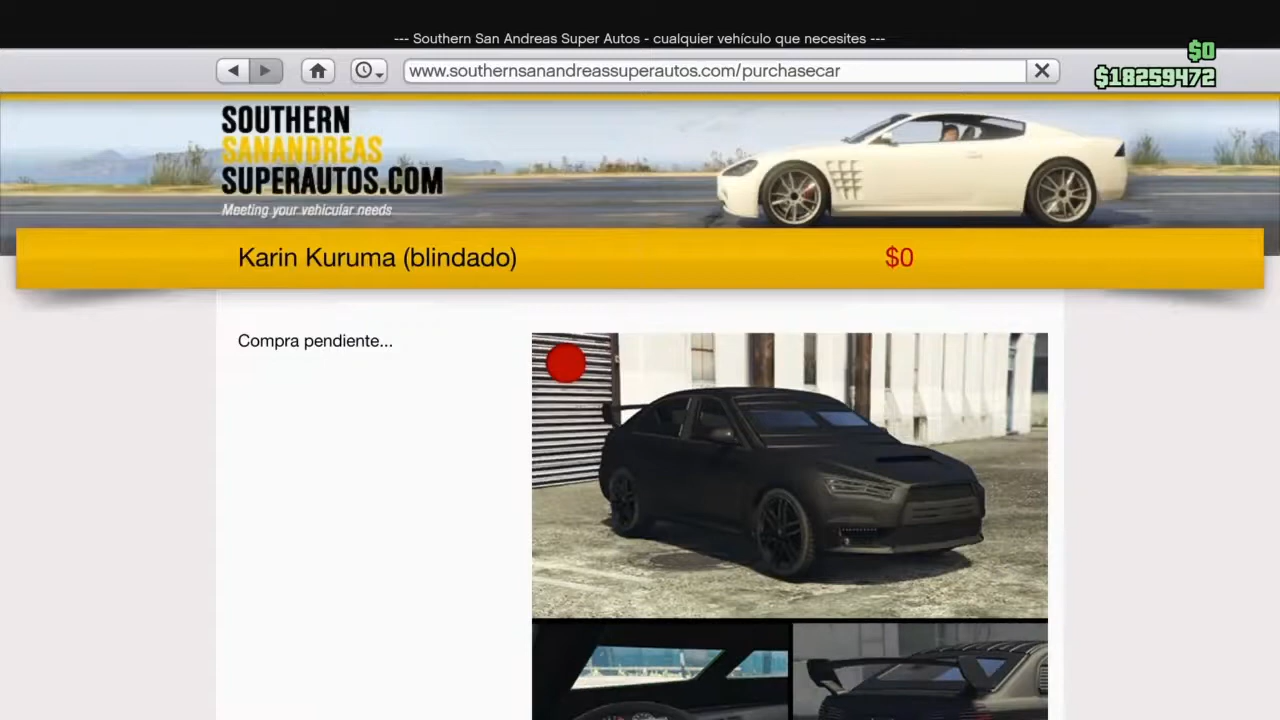 --- Southern San Andreas Super Autos - cualquier vehículo que necesites ---
$0
www.southernsanandreassuperautos.com/purchasecar
$18259472
SOUTHERN
SANANDREAS
SUPERAUTOS.COM
Meeting your vehicular needs
Karin Kuruma (blindado)
$0
Compra pendiente...